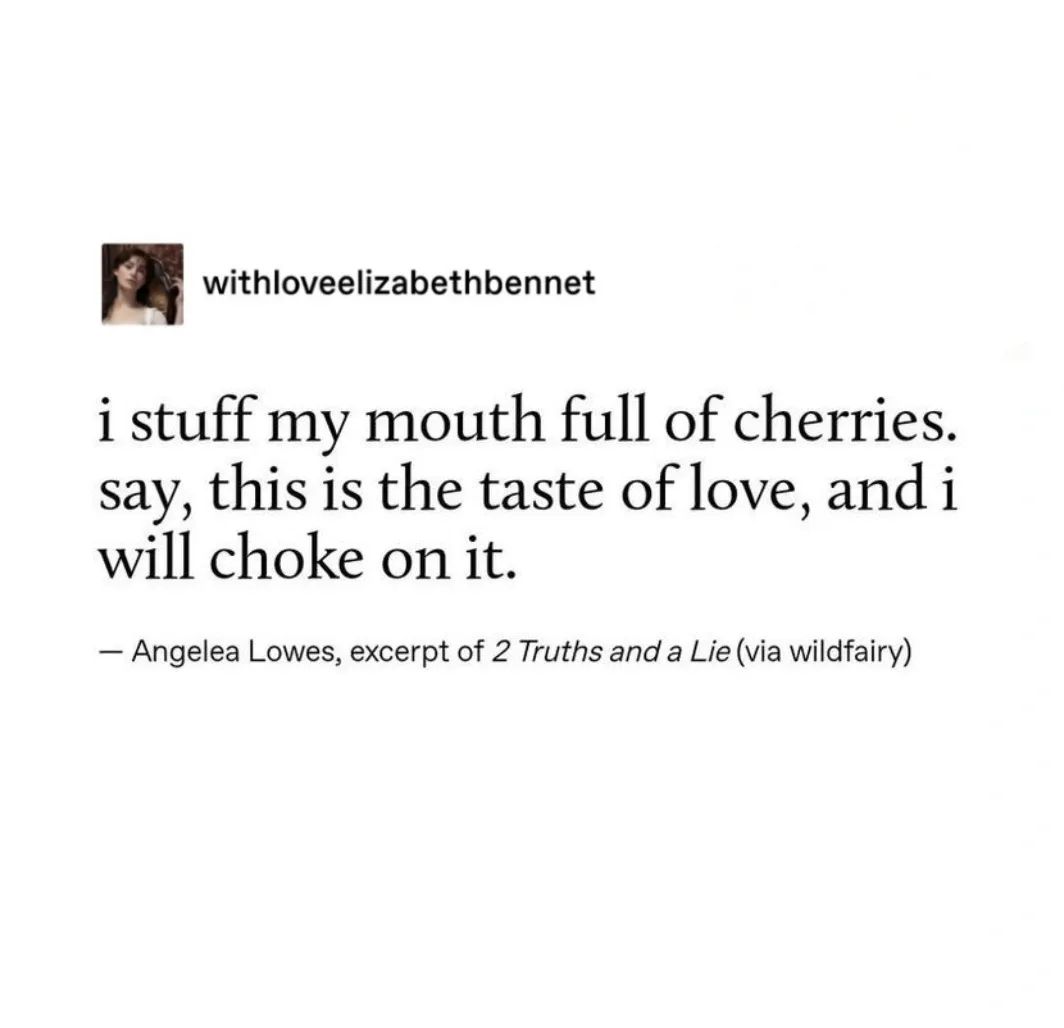 withloveelizabethbennet
i stuff my mouth full of cherries.
say, this is the taste of love, and i
will choke on it.
— Angelea Lowes, excerpt of 2 Truths and a Lie (via wildfairy)